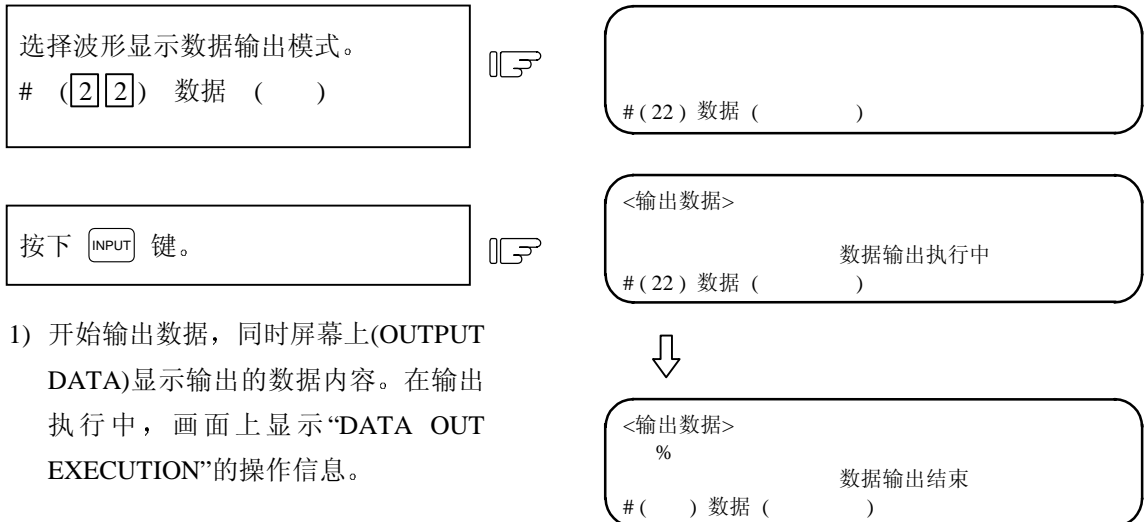 选择波形显示数据输出模式。
# (22) 数据 ( )
#( 22 ) 数据 ( )
按下 INPUT 键。
<输出数据>
数据输出执行中
#( 22 ) 数据 ( )
1) 开始输出数据，同时屏幕上(OUTPUT
DATA)显示输出的数据内容。在输出
执行中，画面上显示“DATA OUT
EXECUTION”的操作信息。
<输出数据>
%
数据输出结束
#( ) 数据 ( )